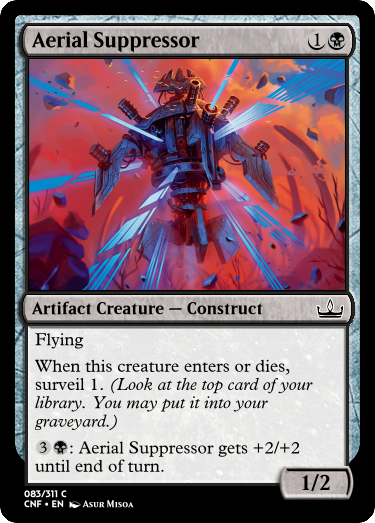 Aerial Suppressor 1
Artifact Creature — Construct
Flying
When this creature enters or dies,
surveil 1. (Look at the top card of your
library. You may put it into your
graveyard.)
3 : Aerial Suppressor gets +2/+2
until end of turn.
1/2
083/311 C
CNF • EN Asur Misoa